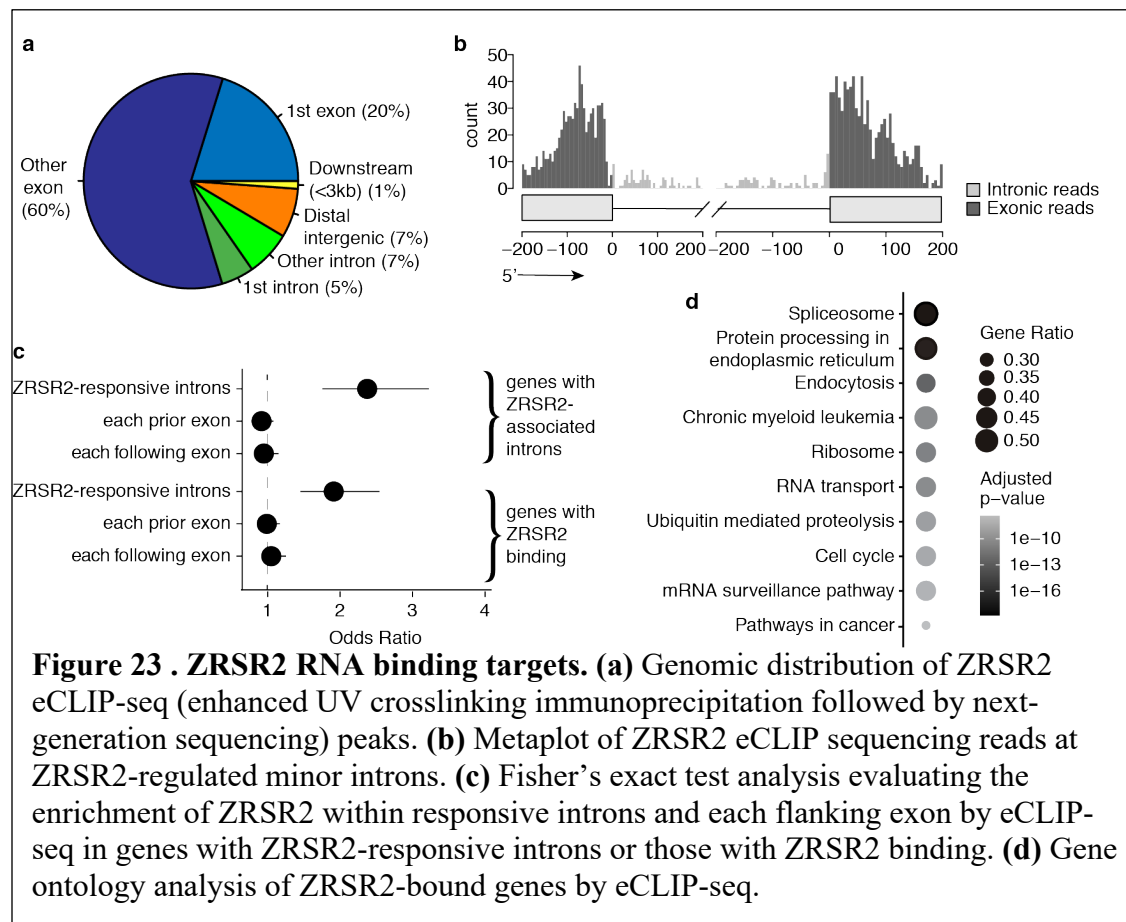 a
Other
exon
(60%)
1st exon (20%)
Downstream
(<3kb) (1%)
Distal
intergenic (7%)
Other intron (7%)
1st intron (5%)
b
count
50
40
30
20
10
0
−200 −100 0 100 200 −200 −100 0 100 200
5'
Intronic reads
Exonic reads
c
ZRSR2-responsive introns
each prior exon
each following exon
ZRSR2-responsive introns
each prior exon
each following exon
genes with
ZRSR2-
associated
introns
genes with
ZRSR2
binding
1 2 3 4
Odds Ratio
d
Spliceosome
Protein processing in
endoplasmic reticulum
Endocytosis
Chronic myeloid leukemia
Ribosome
RNA transport
Ubiquitin mediated proteolysis
Cell cycle
mRNA surveillance pathway
Pathways in cancer
Gene Ratio
0.30
0.35
0.40
0.45
0.50
Adjusted
p−value
1e−10
1e−13
1e−16
Figure 23 . ZRSR2 RNA binding targets. (a) Genomic distribution of ZRSR2
eCLIP-seq (enhanced UV crosslinking immunoprecipitation followed by next-
generation sequencing) peaks. (b) Metaplot of ZRSR2 eCLIP sequencing reads at
ZRSR2-regulated minor introns. (c) Fisher's exact test analysis evaluating the
enrichment of ZRSR2 within responsive introns and each flanking exon by eCLIP-
seq in genes with ZRSR2-responsive introns or those with ZRSR2 binding. (d) Gene
ontology analysis of ZRSR2-bound genes by eCLIP-seq.